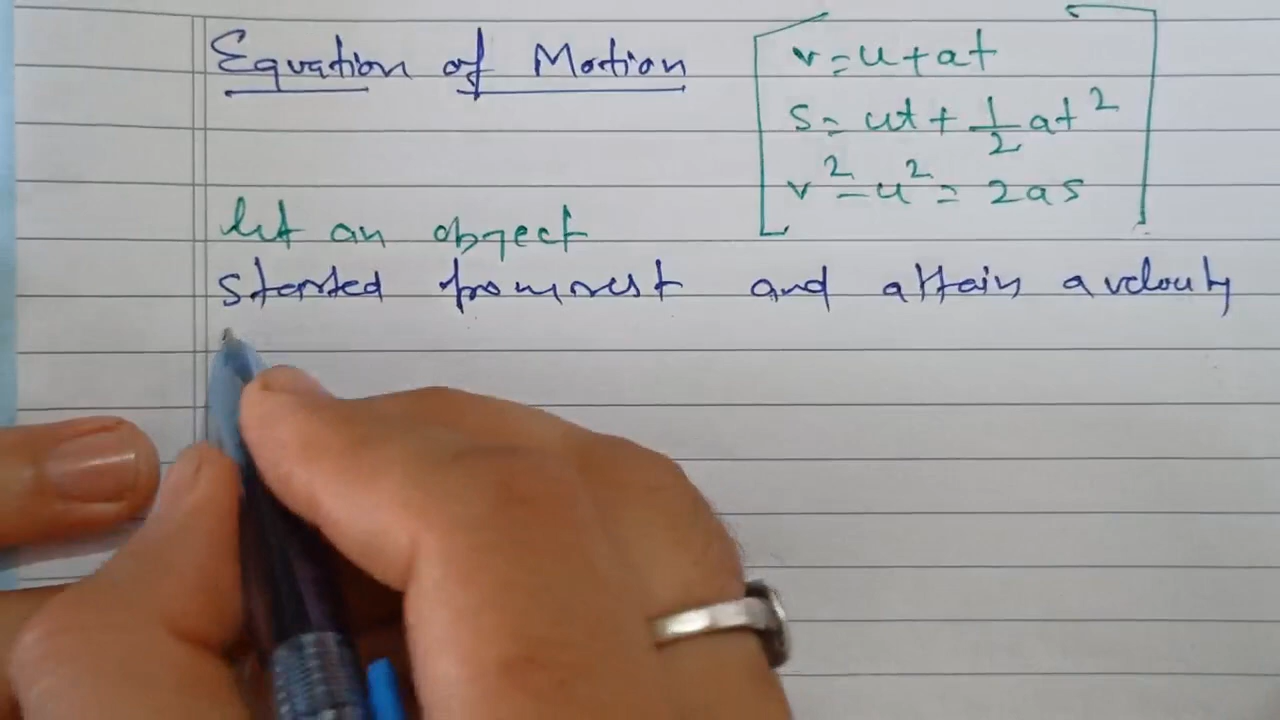 Equation of Motion
v = u + at
s = ut + 1/2 at²
v² - u² = 2as
let an object
started from rest and attain a velocity